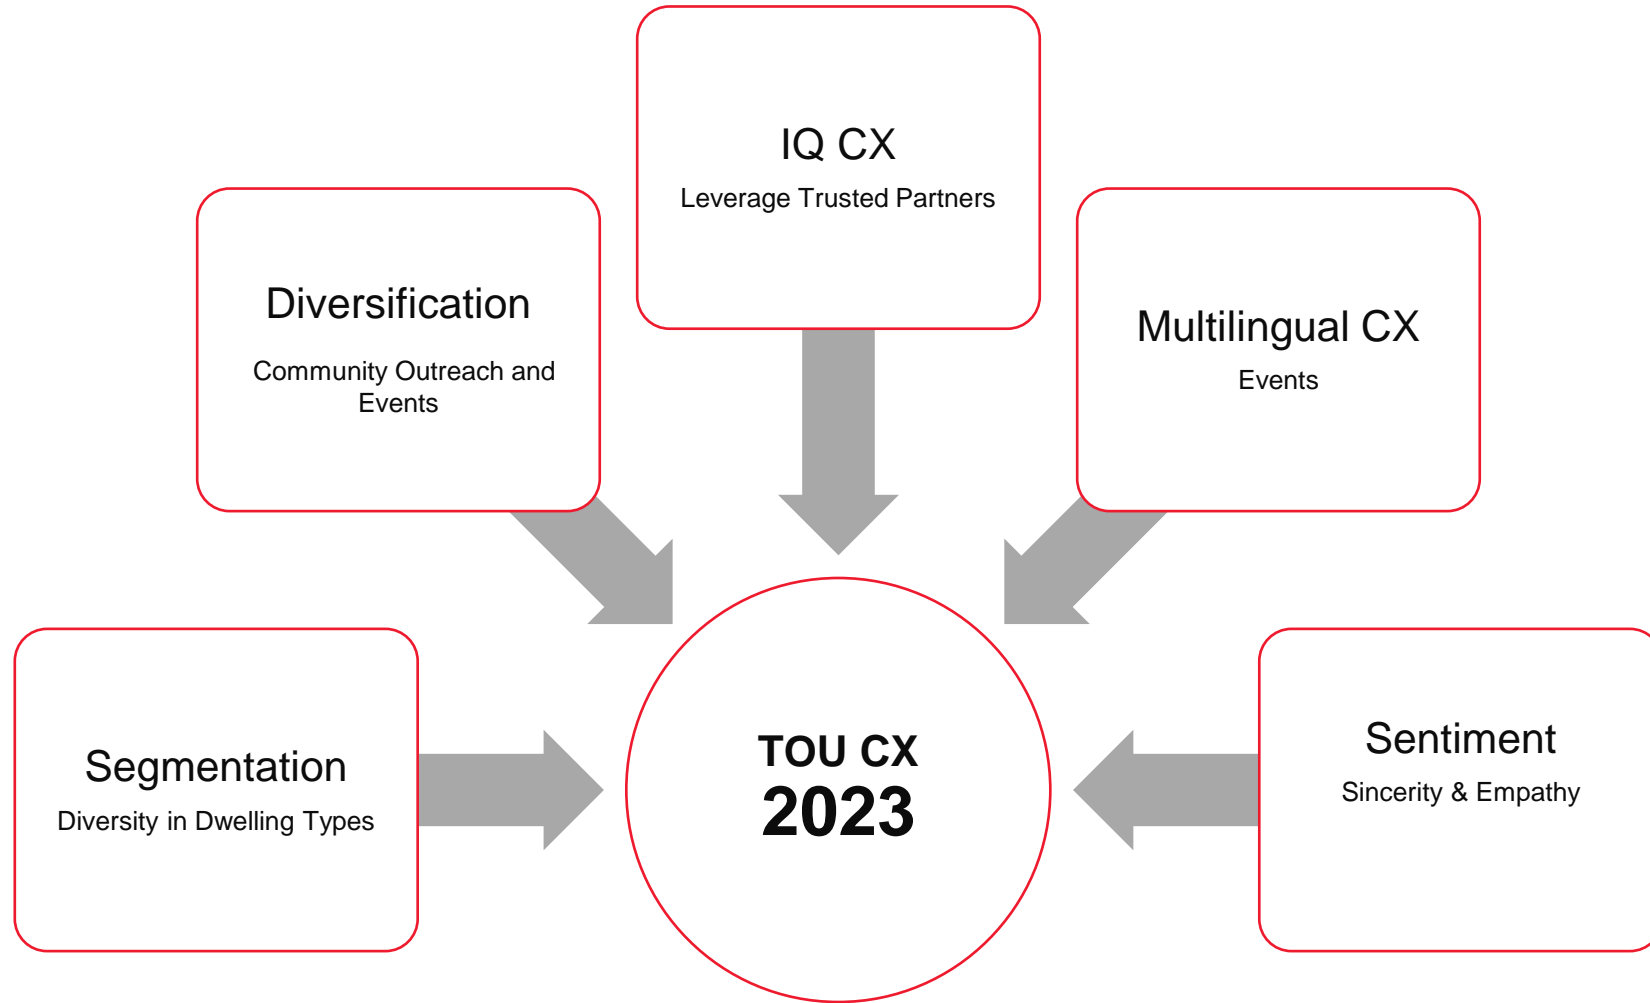 IQ CX
Leverage Trusted Partners
Diversification
Community Outreach and
Events
Multilingual CX
Events
Segmentation
Diversity in Dwelling Types
TOU CX
2023
Sentiment
Sincerity & Empathy